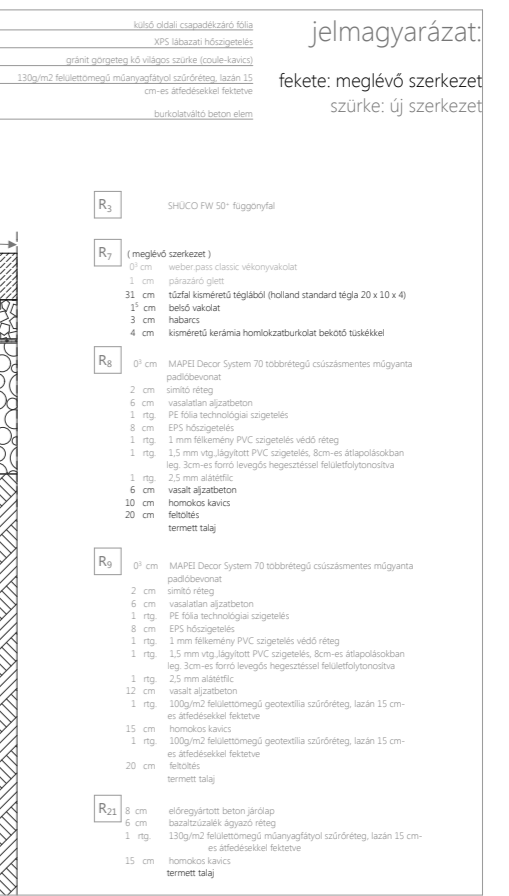 külső oldali csapadékzáró fólia
XPS lábazati hőszigetelés
gránit görgeteg kő világos szürke (coule-kavics)
130g/m2 felülettömegű műanyagfátyol szűrőréteg, lazán 15
cm-es átfedésekkel fektetve
burkolatváltó beton elem
jelmagyarázat:
fekete: meglévő szerkezet
szürke: új szerkezet
R3 SHÜCO FW 50+ függönyfal
R7 ( meglévő szerkezet )
0³ cm weber.pass classic vékonyvakolat
1 cm párazáró glett
31 cm tűzfal kisméretű téglából (holland standard tégla 20 x 10 x 4)
1⁵ cm belső vakolat
3 cm habarcs
4 cm kisméretű kerámia homlokzatburkolat bekötő tüskékkel
R8 0³ cm MAPEI Decor System 70 többrétegű csúszásmentes műgyanta
padlóbevonat
2 cm simító réteg
6 cm vasalatlan aljzatbeton
1 rtg. PE fólia technológiai szigetelés
8 cm EPS hőszigetelés
1 rtg. 1 mm félkemény PVC szigetelés védő réteg
1 rtg. 1,5 mm vtg.,lágyított PVC szigetelés, 8cm-es átlapolásokban
leg. 3cm-es forró levegős hegesztéssel felületfolytonosítva
1 rtg. 2,5 mm alátétfilc
6 cm vasalt aljzatbeton
10 cm homokos kavics
20 cm feltöltés
termett talaj
R9 0³ cm MAPEI Decor System 70 többrétegű csúszásmentes műgyanta
padlóbevonat
2 cm simító réteg
6 cm vasalatlan aljzatbeton
1 rtg. PE fólia technológiai szigetelés
8 cm EPS hőszigetelés
1 rtg. 1 mm félkemény PVC szigetelés védő réteg
1 rtg. 1,5 mm vtg.,lágyított PVC szigetelés, 8cm-es átlapolásokban
leg. 3cm-es forró levegős hegesztéssel felületfolytonosítva
1 rtg. 2,5 mm alátétfilc
12 cm vasalt aljzatbeton
1 rtg. 100g/m2 felülettömegű geotextília szűrőréteg, lazán 15 cm-
es átfedésekkel fektetve
15 cm homokos kavics
1 rtg. 100g/m2 felülettömegű geotextília szűrőréteg, lazán 15 cm-
es átfedésekkel fektetve
20 cm feltöltés
termett talaj
R21 8 cm előregyártott beton járólap
6 cm bazaltzúzalék ágyazó réteg
1 rtg. 130g/m2 felülettömegű műanyagfátyol szűrőréteg, lazán 15 cm-
es átfedésekkel fektetve
15 cm homokos kavics
termett talaj